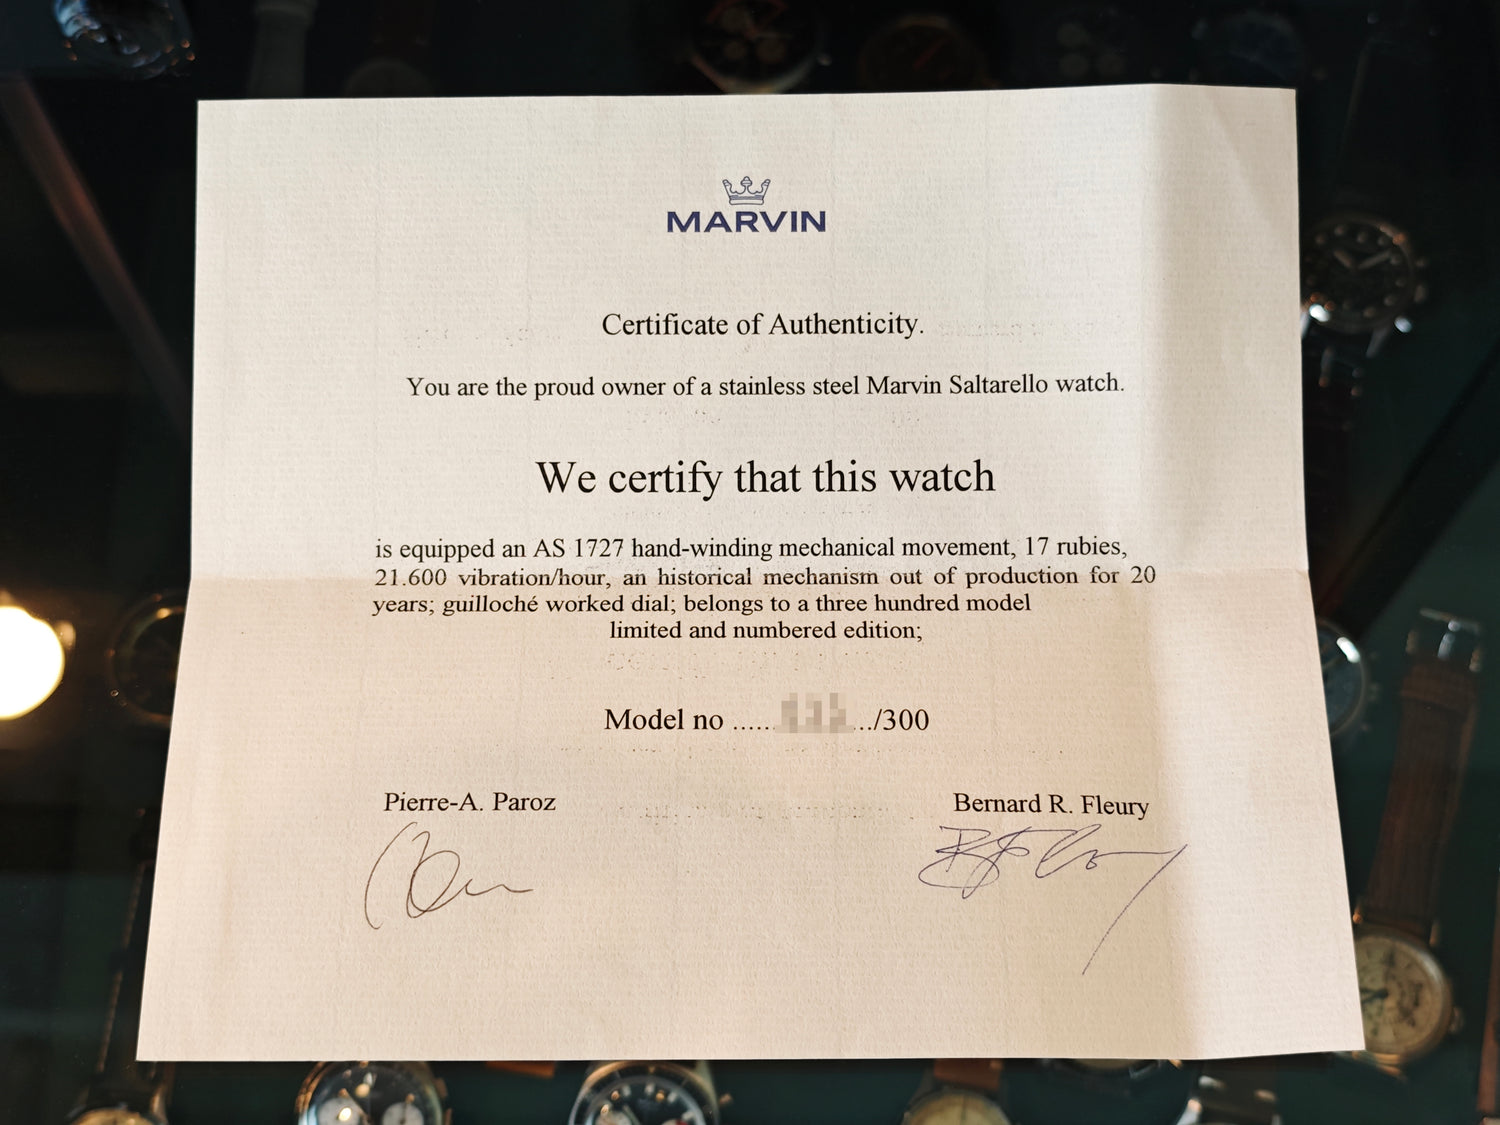 MARVIN
Certificate of Authenticity.
You are the proud owner of a stainless steel Marvin Saltarello watch.
We certify that this watch
is equipped an AS 1727 hand-winding mechanical movement, 17 rubies,
21.600 vibration/hour, an historical mechanism out of production for 20
years; guilloché worked dial; belongs to a three hundred model
limited and numbered edition;
Model no ...... .../300
Pierre-A. Paroz Bernard R. Fleury